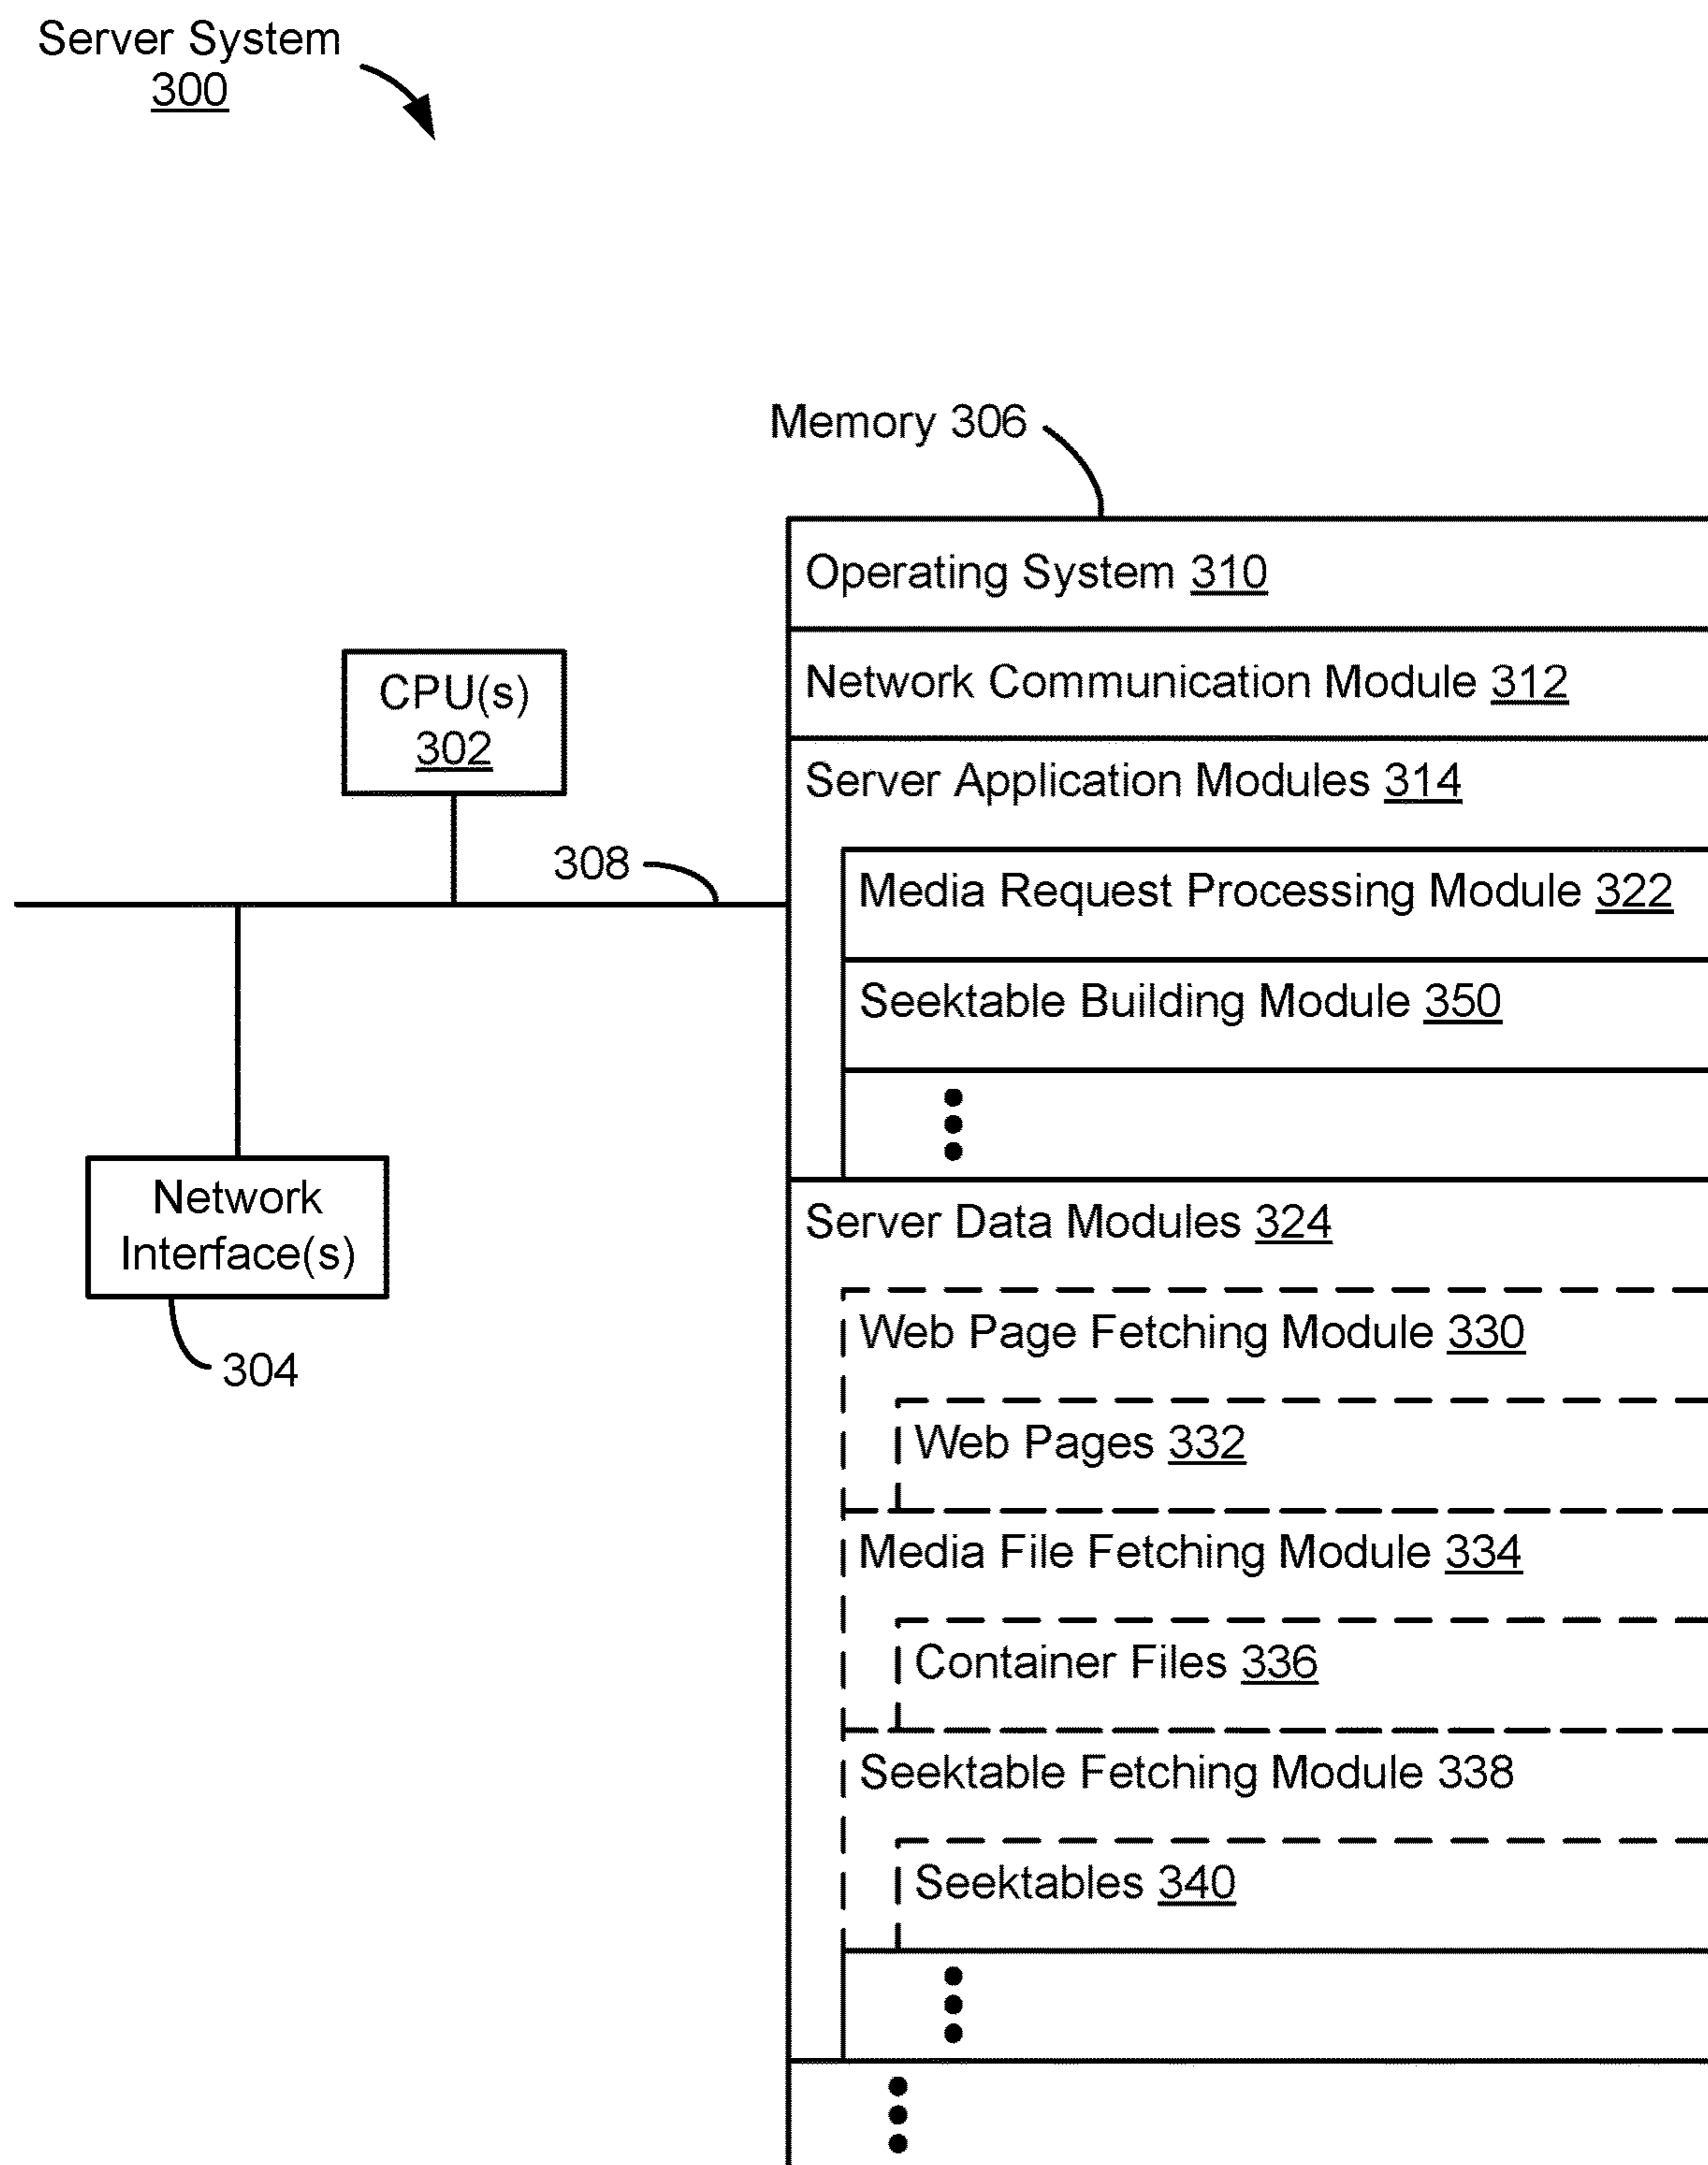 Server System
300
Memory 306
Operating System 310
Network Communication Module 312
CPU(s)
302
Server Application Modules 314
308
Media Request Processing Module 322
Seektable Building Module 350
Network
Interface(s)
304
Server Data Modules 324
Web Page Fetching Module 330
Web Pages 332
Media File Fetching Module 334
Container Files 336
Seektable Fetching Module 338
Seektables 340